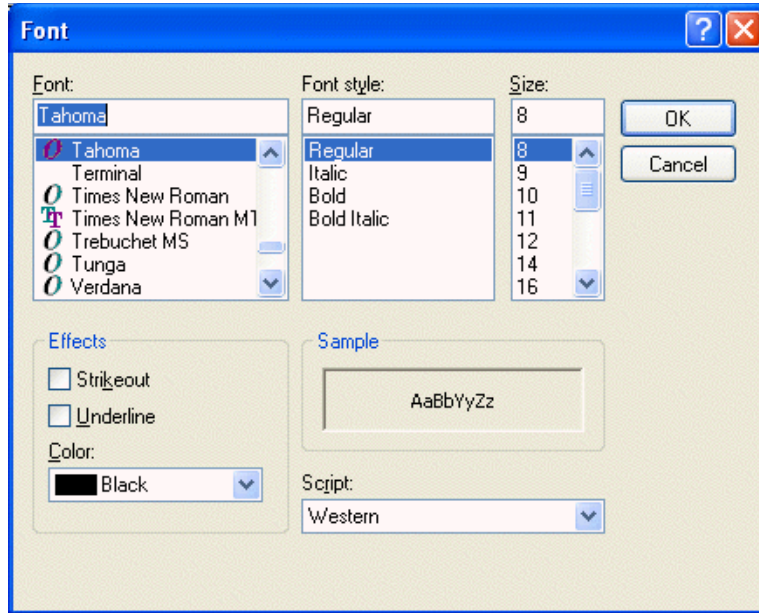 Font
Font:
Font style:
Size:
Tahoma
Regular
8
OK
Cancel
Tahoma
Terminal
Times New Roman
Times New Roman MT
Trebuchet MS
Tunga
Verdana
Regular
Italic
Bold
Bold Italic
8
9
10
11
12
14
16
Effects
Strikeout
Underline
Color:
Black
Sample
AaBbYyZz
Script:
Western